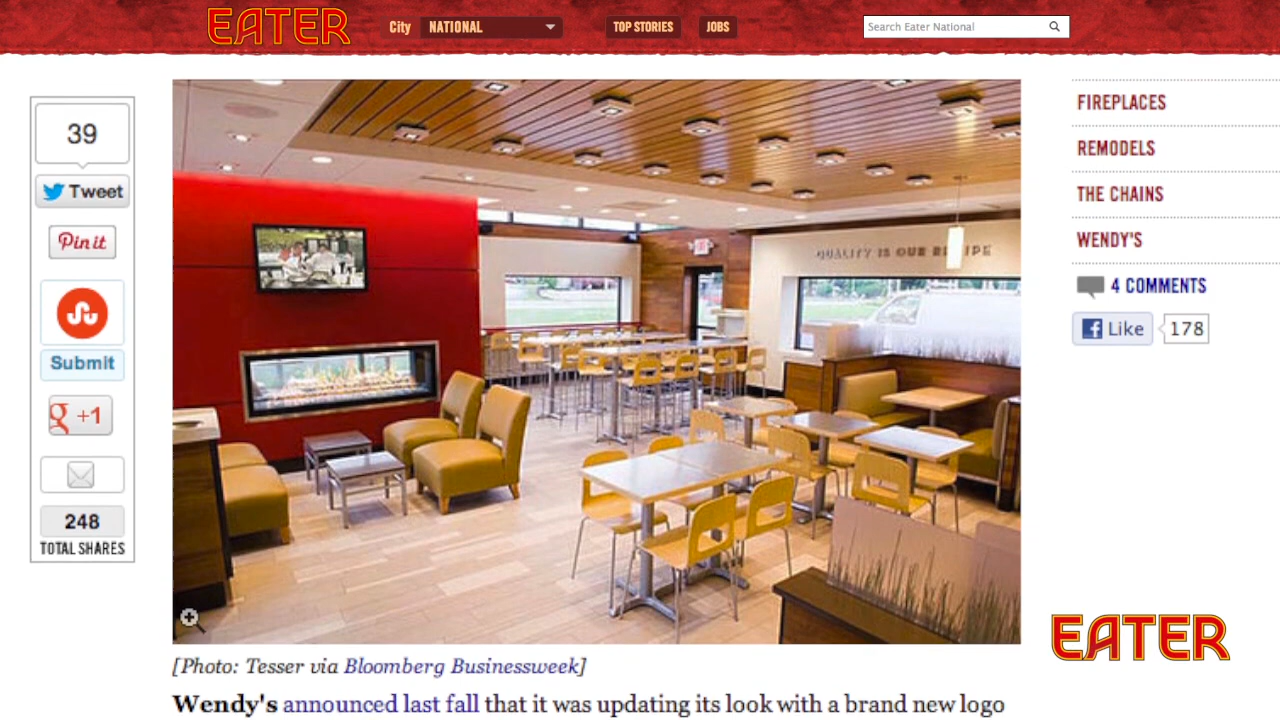 EATER
City
NATIONAL
TOP STORIES
JOBS
Search Eater National
39
Tweet
Pin it
Submit
g +1
248
TOTAL SHARES
QUALITY IS OUR RECIPE
FIREPLACES
REMODELS
THE CHAINS
WENDY'S
4 COMMENTS
f Like
178
EATER
[Photo: Tesser via Bloomberg Businessweek]
Wendy's announced last fall that it was updating its look with a brand new logo